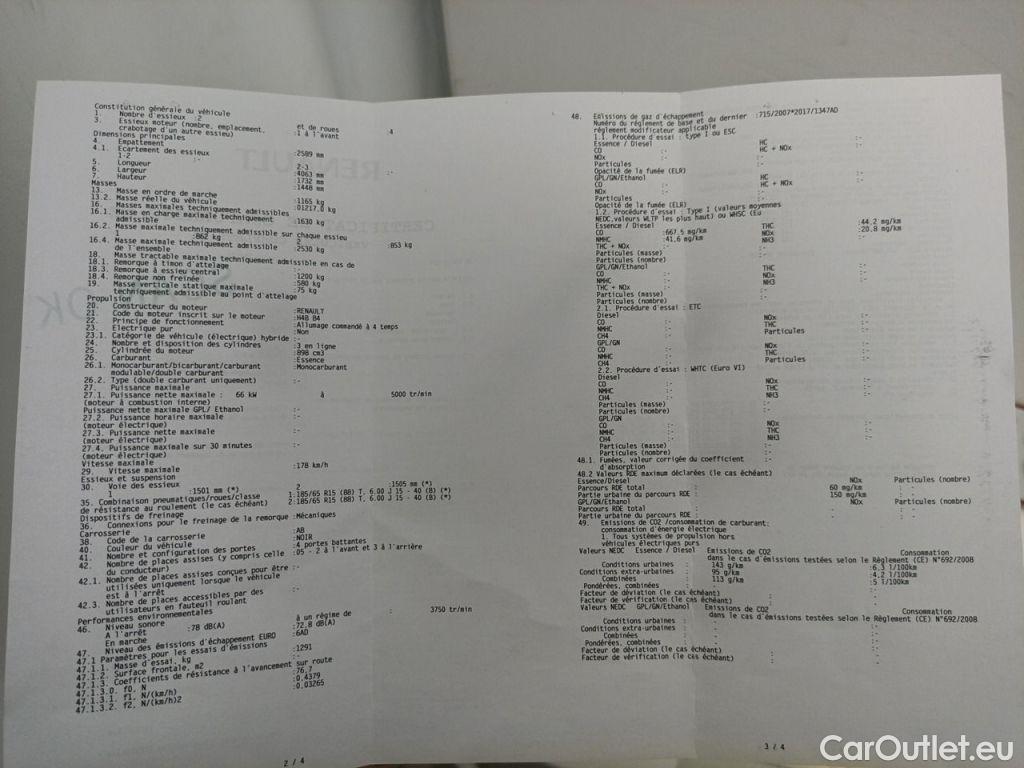 Constitution générale du véhicule
1. Nombre d'essieux :2 et de roues :4
3. Essieux moteur (nombre, emplacement, :1 à l'avant
crabotage d'un autre essieu)
Dimensions principales
4. Empattement :2589 mm
4.1. Ecartement des essieux
1-2 :- 2-3
5. Longueur :4063 mm
6. Largeur :1732 mm
7. Hauteur :1448 mm
Masses
13. Masse en ordre de marche :1165 kg
13.2. Masse réelle du véhicule :01217.0 kg
16. Masses maximales techniquement admissibles
16.1. Masse en charge maximale techniquement :1630 kg
admissible
16.2. Masse maximale techniquement admissible sur chaque essieu
1 :862 kg 2 :853 kg
16.4. Masse maximale techniquement admissible :2530 kg
de l'ensemble
18. Masse tractable maximale techniquement admissible en cas de
18.1. Remorque à timon d'attelage :-
18.3. Remorque à essieu central :1200 kg
18.4. Remorque non freinée :580 kg
19. Masse verticale statique maximale :75 kg
techniquement admissible au point d'attelage
Propulsion
20. Constructeur du moteur :RENAULT
21. Code du moteur inscrit sur le moteur :H4B B4
22. Principe de fonctionnement :Allumage commandé à 4 temps
23. Electrique pur :Non
23.1. Catégorie de véhicule (électrique) hybride :-
24. Nombre et disposition des cylindres :3 en ligne
25. Cylindrée du moteur :898 cm3
26. Carburant :Essence
26.1. Monocarburant/bicarburant/carburant :Monocarburant
modulable/double carburant
26.2. Type (double carburant uniquement) :-
27. Puissance maximale
27.1. Puissance nette maximale : 66 kW à 5000 tr/min
(moteur à combustion interne)
Puissance nette maximale GPL/ Ethanol :-
27.2. Puissance horaire maximale :-
(moteur électrique)
27.3. Puissance nette maximale :-
(moteur électrique)
27.4. Puissance maximale sur 30 minutes :-
(moteur électrique)
Vitesse maximale
29. Vitesse maximale :178 km/h
Essieux et suspension
30. Voie des essieux
1 :1501 mm (*) 2 :1505 mm (*)
35. Combinaison pneumatiques/roues/classe 1:185/65 R15 (88) T. 6.00 J 15 - 40 (B) (*)
de résistance au roulement (le cas échéant) 2:185/65 R15 (88) T. 6.00 J 15 - 40 (B) (*)
Dispositifs de freinage
36. Connexions pour le freinage de la remorque :Mécaniques
Carrosserie
38. Code de la carrosserie :AB
40. Couleur du véhicule :NOIR
41. Nombre et configuration des portes :4 portes battantes
42. Nombre de places assises (y compris celle :05 - 2 à l'avant et 3 à l'arrière
du conducteur)
42.1. Nombre de places assises conçues pour être :-
utilisées uniquement lorsque le véhicule
est à l'arrêt
42.3. Nombre de places accessibles par des :-
utilisateurs en fauteuil roulant
Performances environnementales
46. Niveau sonore à un régime de : 3750 tr/min
A l'arrêt :78 dB(A)
En marche :72.8 dB(A)
47. Niveau des émissions d'échappement EURO :6AD
47.1 Paramètres pour les essais d'émissions
47.1.1. Masse d'essai, kg :1291
47.1.2. Surface frontale, m2 :-
47.1.3. Coefficients de résistance à l'avancement sur route
47.1.3.0. f0, N :76,7
47.1.3.1. f1, N/(km/h) :0,4379
47.1.3.2. f2, N/(km/h)2 :0,03265
2 / 4
48. Emissions de gaz d'échappement :715/2007*2017/1347AD
Numéro du règlement de base et du dernier
règlement modificateur applicable
1.1. Procédure d'essai : type I ou ESC
Essence / Diesel
CO :- HC :-
NOx :- HC + NOx :-
Particules :-
Opacité de la fumée (ELR) :-
GPL/GN/Ethanol
CO :- HC :-
NOx :- HC + NOx :-
Particules :-
Opacité de la fumée (ELR) :-
1.2. Procédure d'essai : Type I (valeurs moyennes
NEDC,valeurs WLTP les plus haut) ou WHSC (Eu
Essence / Diesel
CO :667.5 mg/km THC :44.2 mg/km
NMHC :41.6 mg/km NOx :20.8 mg/km
THC + NOx :- NH3 :-
Particules (masse) :-
Particules (nombre) :-
GPL/GN/Ethanol
CO :- THC :-
NMHC :- NOx :-
THC + NOx :- NH3 :-
Particules (masse) :-
Particules (nombre) :-
2.1. Procédure d'essai : ETC
Diesel
CO :- NOx :-
NMHC :- THC :-
CH4 :- Particules :-
GPL/GN
CO :- NOx :-
NMHC :- THC :-
CH4 :- Particules :-
2.2. Procédure d'essai : WHTC (Euro VI)
Diesel
CO :- NOx :-
NMHC :- THC :-
CH4 :- NH3 :-
Particules (masse) :-
Particules (nombre) :-
GPL/GN
CO :- NOx :-
NMHC :- THC :-
CH4 :- NH3 :-
Particules (masse) :-
Particules (nombre) :-
48.1. Fumées, valeur corrigée du coefficient :-
d'absorption
48.2 Valeurs RDE maximum déclarées (le cas échéant)
Essence/Diesel NOx Particules (nombre)
Parcours RDE total : 60 mg/km :-
Partie urbaine du parcours RDE : 150 mg/km :-
GPL/GN/Ethanol NOx Particules (nombre)
Parcours RDE total : - :-
Partie urbaine du parcours RDE : - :-
49. Emissions de CO2 /consommation de carburant:
consommation d'énergie électrique
1. Tous systèmes de propulsion hors
véhicules électriques purs
Valeurs NEDC Essence / Diesel Emissions de CO2 Consommation
dans le cas d'émissions testées selon le Règlement (CE) N°692/2008
Conditions urbaines : 143 g/km :6.3 l/100km
Conditions extra-urbaines : 95 g/km :4.2 l/100km
Combinées : 113 g/km :5 l/100km
Pondérées, combinées : - :-
Facteur de déviation (le cas échéant) :-
Facteur de vérification (le cas échéant) :-
Valeurs NEDC GPL/GN/Ethanol Emissions de CO2 Consommation
dans le cas d'émissions testées selon le Règlement (CE) N°692/2008
Conditions urbaines : - :-
Conditions extra-urbaines : - :-
Combinées : - :-
Pondérées, combinées : - :-
Facteur de déviation (le cas échéant) : -
Facteur de vérification (le cas échéant) : -
3 / 4
CarOutlet.eu